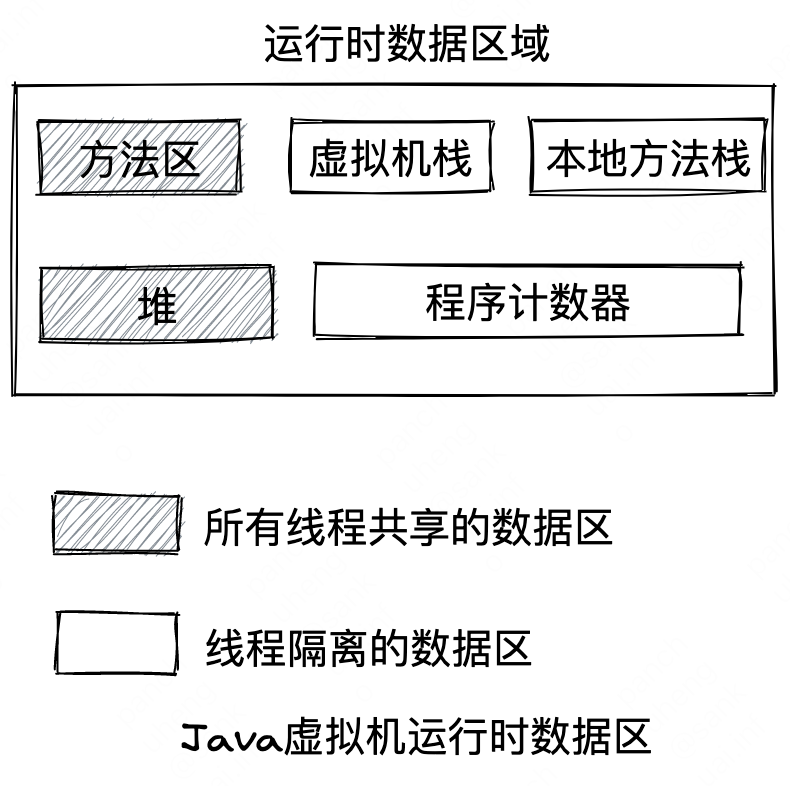 运行时数据区域
方法区
虚拟机栈
本地方法栈
堆
程序计数器
所有线程共享的数据区
线程隔离的数据区
Java虚拟机运行时数据区